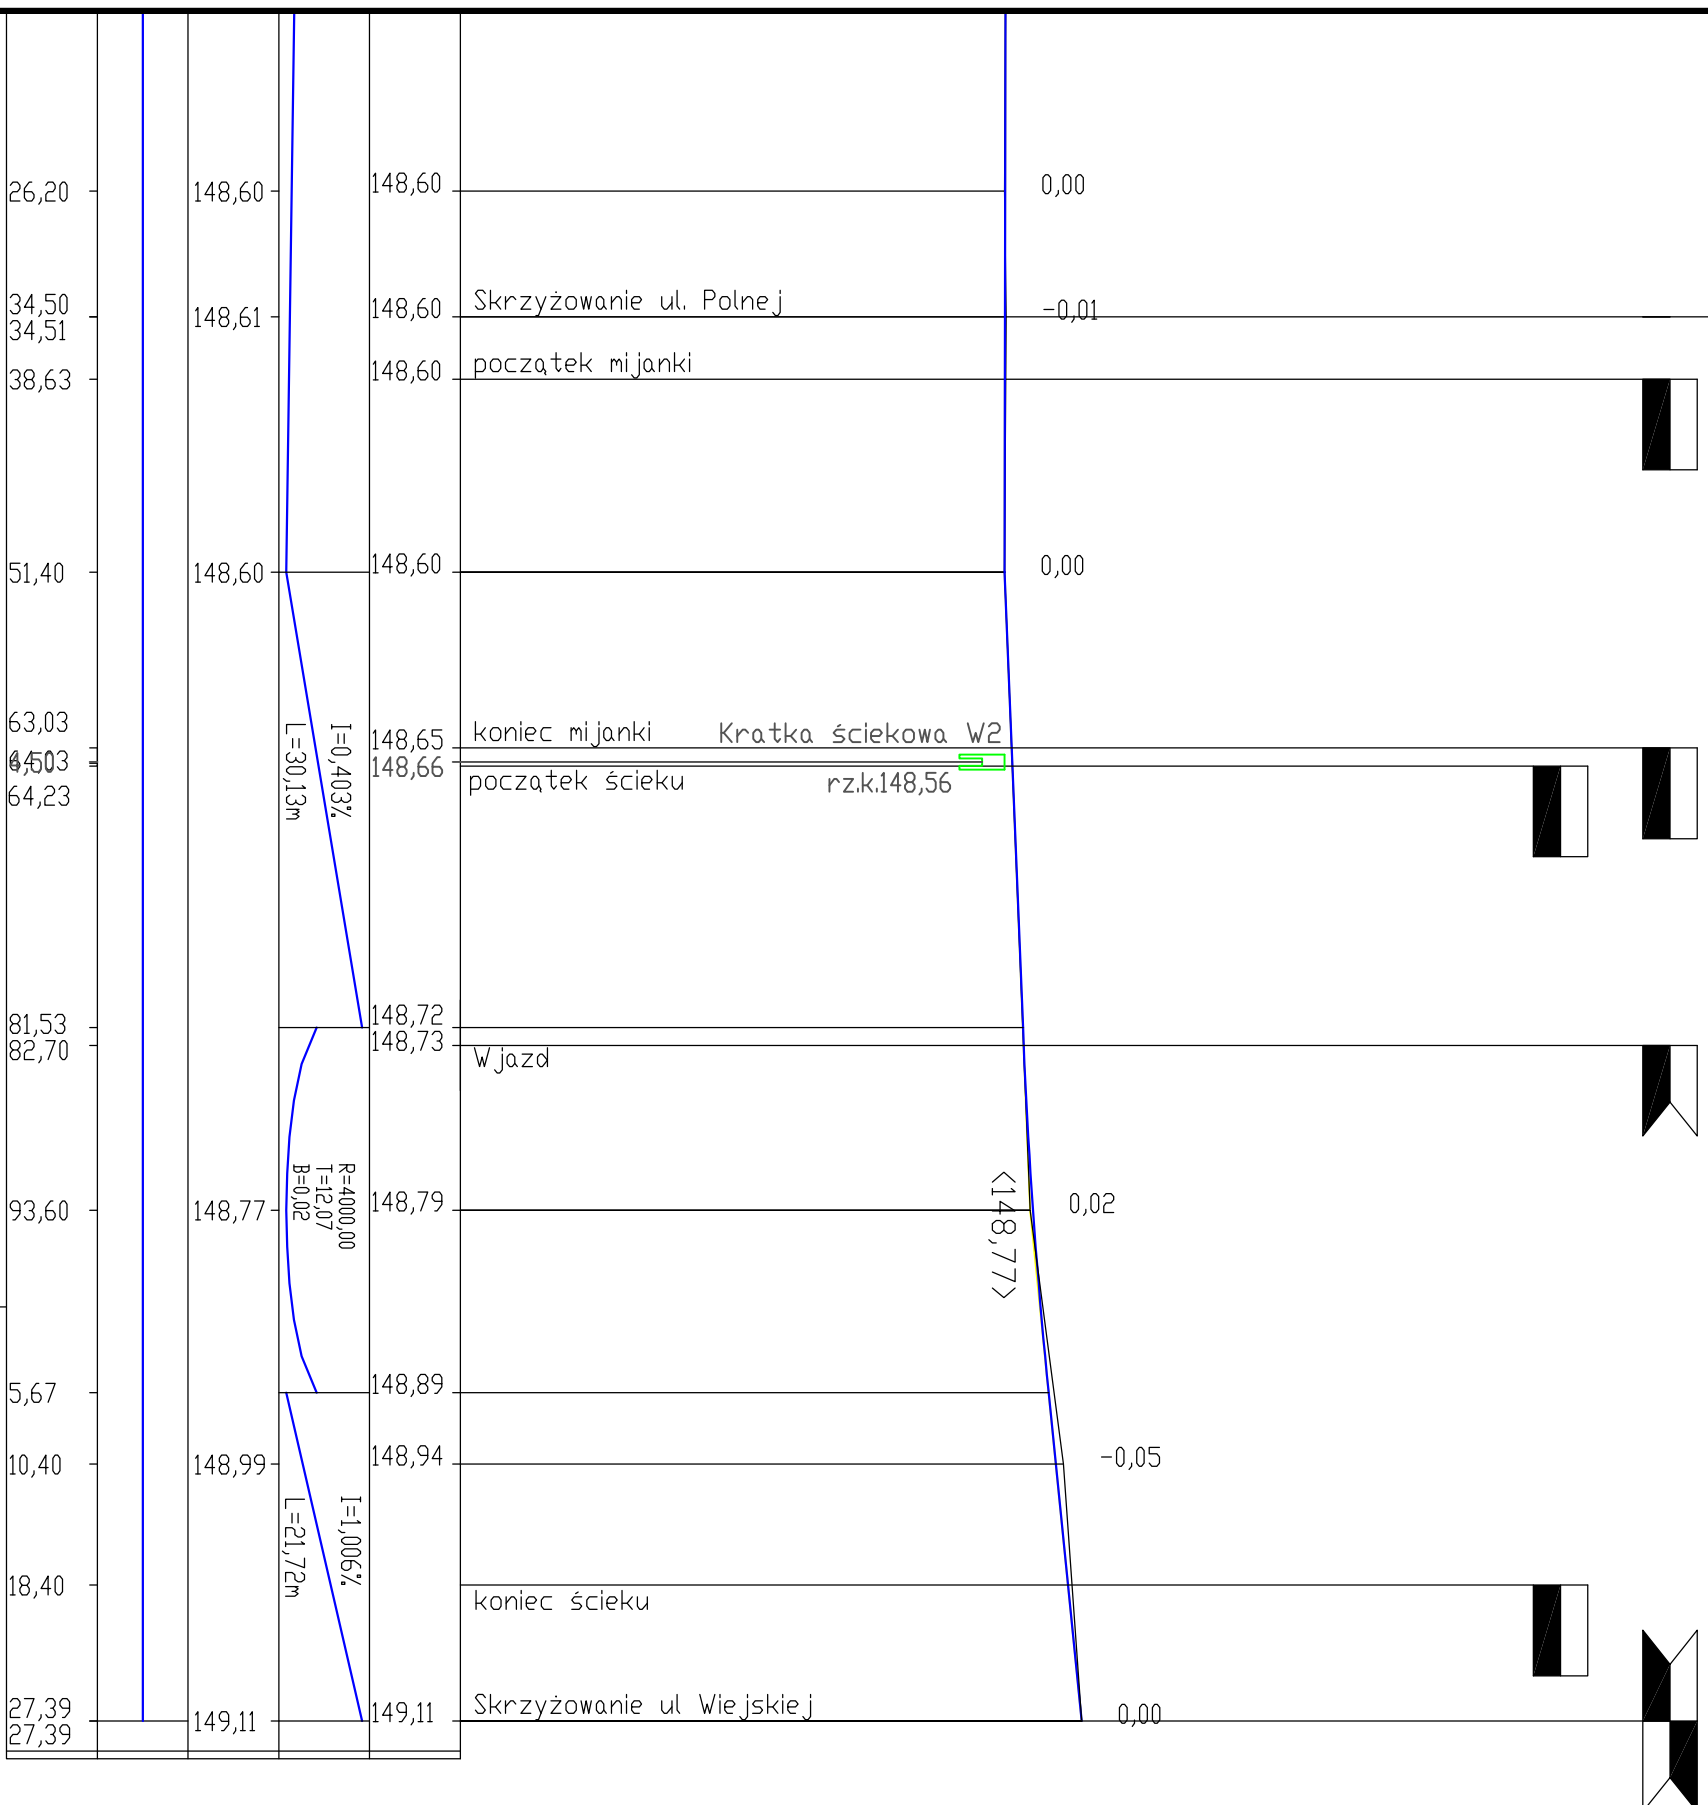 26,20 148,60 148,60 0,00
34,50
34,51 148,61 148,60 Skrzyżowanie ul. Polnej -0,01
38,63 148,60 początek mijanki
51,40 148,60 148,60 0,00
63,03 148,65 koniec mijanki Kratka ściekowa W2
64,03
4,50
64,23 148,66 początek ścieku rz.k.148,56
I=0,403%
L=30,13m
81,53 148,72
82,70 148,73 Wjazd
R=4000,00
T=12,07
B=0,02
93,60 148,77 148,79 <148,77> 0,02
5,67 148,89
10,40 148,99 148,94 -0,05
I=1,006%
L=21,72m
18,40 koniec ścieku
27,39
27,39 149,11 149,11 Skrzyżowanie ul Wiejskiej 0,00